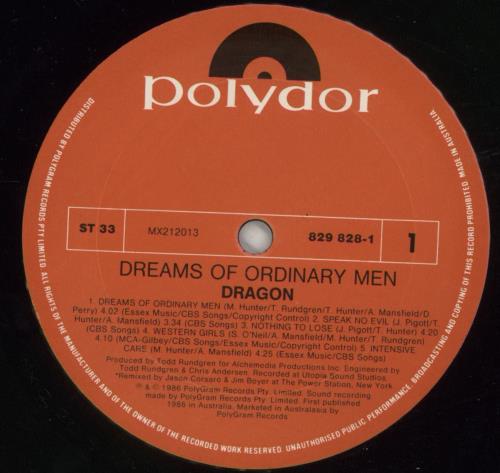 polydor
ST 33
MX212013
829 828-1
1
DREAMS OF ORDINARY MEN
DRAGON
1. DREAMS OF ORDINARY MEN (M. Hunter/T. Rundgren/T. Hunter/A. Mansfield/D
Perry) 4.02 (Essex Music/CBS Songs/Copyright Control) 2. SPEAK NO EVIL (J. Pigott/T.
Hunter/A. Mansfield) 3.34 (CBS Songs) 3. NOTHING TO LOSE (J. Pigott/T. Hunter) 4.20
(CBS Songs) 4. WESTERN GIRLS (S. O'Neil/A. Mansfield/M. Hunter/T. Rundgren)
4.10 (MCA-Gilbey/CBS Songs/Essex Music/Copyright Control) 5. INTENSIVE
CARE (M. Hunter/A. Mansfield) 4:25 (Essex Music/CBS Songs)
Produced by Todd Rundgren for Alchemedia Productions Inc. Engineered by
Todd Rundgren & Chris Andersen. Recorded at Utopia Sound Studios.
*Remixed by Jason Corsaro & Jim Boyer at The Power Station, New York
℗ & © 1986 PolyGram Records Pty. Limited. Sound recording
made by PolyGram Records Pty. Limited. First published
1986 in Australia. Marketed in Australasia by
PolyGram Records
DISTRIBUTED BY POLYGRAM RECORDS PTY LIMITED. ALL RIGHTS OF THE MANUFACTURER AND OF THE OWNER OF THE RECORDED WORK RESERVED. UNAUTHORISED PUBLIC PERFORMANCE, BROADCASTING AND COPYING OF THIS RECORD PROHIBITED. MADE IN AUSTRALIA.